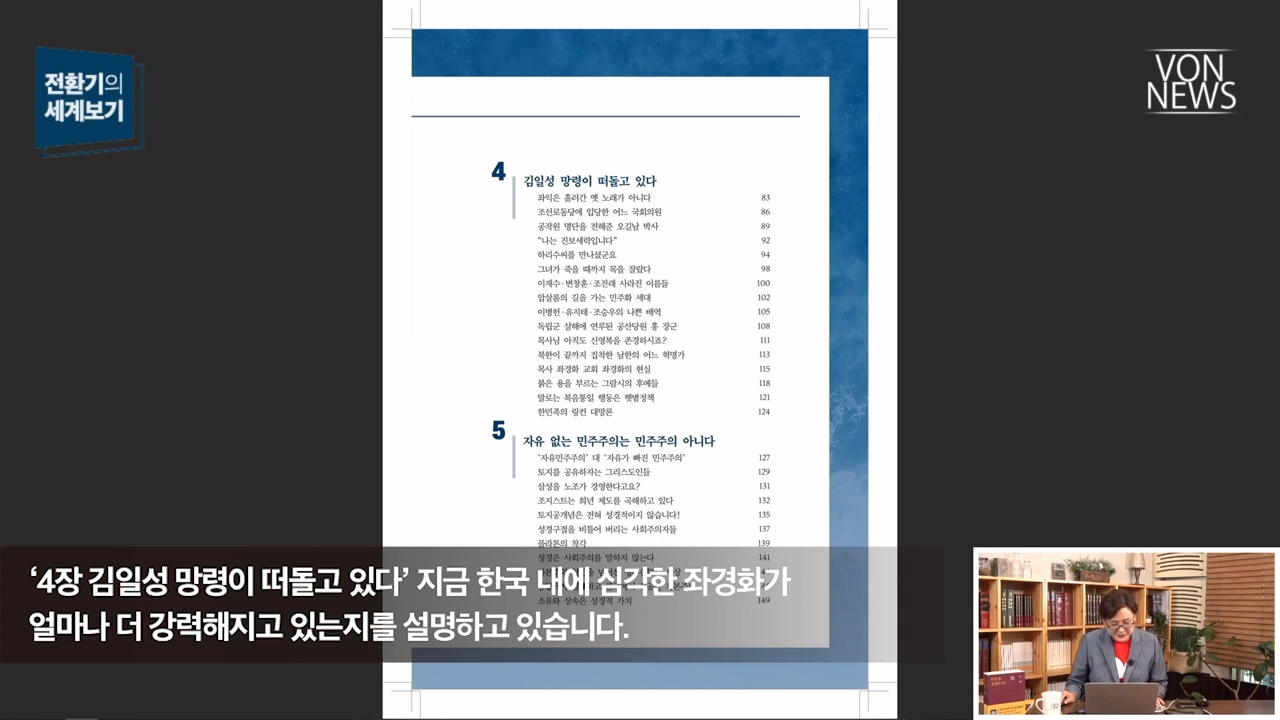 전환기의
세계보기
VON
NEWS
4
김일성 망령이 떠돌고 있다
좌익은 흘러간 옛 노래가 아니다 83
조선로동당에 입당한 어느 국회의원 86
공작원 명단을 전해준 오길남 박사 89
“나는 진보세력입니다” 92
하리수씨를 만나셨군요 94
그녀가 죽을 때까지 목을 잘랐다 98
이재수·변창훈·조진래 사라진 이름들 100
압살롬의 길을 가는 민주화 세대 102
이병헌·유지태·조승우의 나쁜 배역 105
독립군 살해에 연루된 공산당원 홍 장군 108
목사님 아직도 신영복을 존경하시죠? 111
북한이 끝까지 집착한 남한의 어느 혁명가 113
목사 좌경화 교회 좌경화의 현실 115
붉은 용을 부르는 그람시의 후예들 118
말로는 복음통일 행동은 햇볕정책 121
한민족의 링컨 대망론 124
5
자유 없는 민주주의는 민주주의 아니다
‘자유민주주의’ 대 ‘자유가 빠진 민주주의’ 127
토지를 공유하자는 그리스도인들 129
삼성을 노조가 경영한다고요? 131
조지스트는 희년 제도를 곡해하고 있다 132
토지공개념은 전혀 성경적이지 않습니다! 135
성경구절을 비틀어 버리는 사회주의자들 137
플라톤의 착각 139
성경은 사회주의를 말하지 않는다 141
소유와 상속은 성경적 가치 149
‘4장 김일성 망령이 떠돌고 있다’ 지금 한국 내에 심각한 좌경화가
얼마나 더 강력해지고 있는지를 설명하고 있습니다.